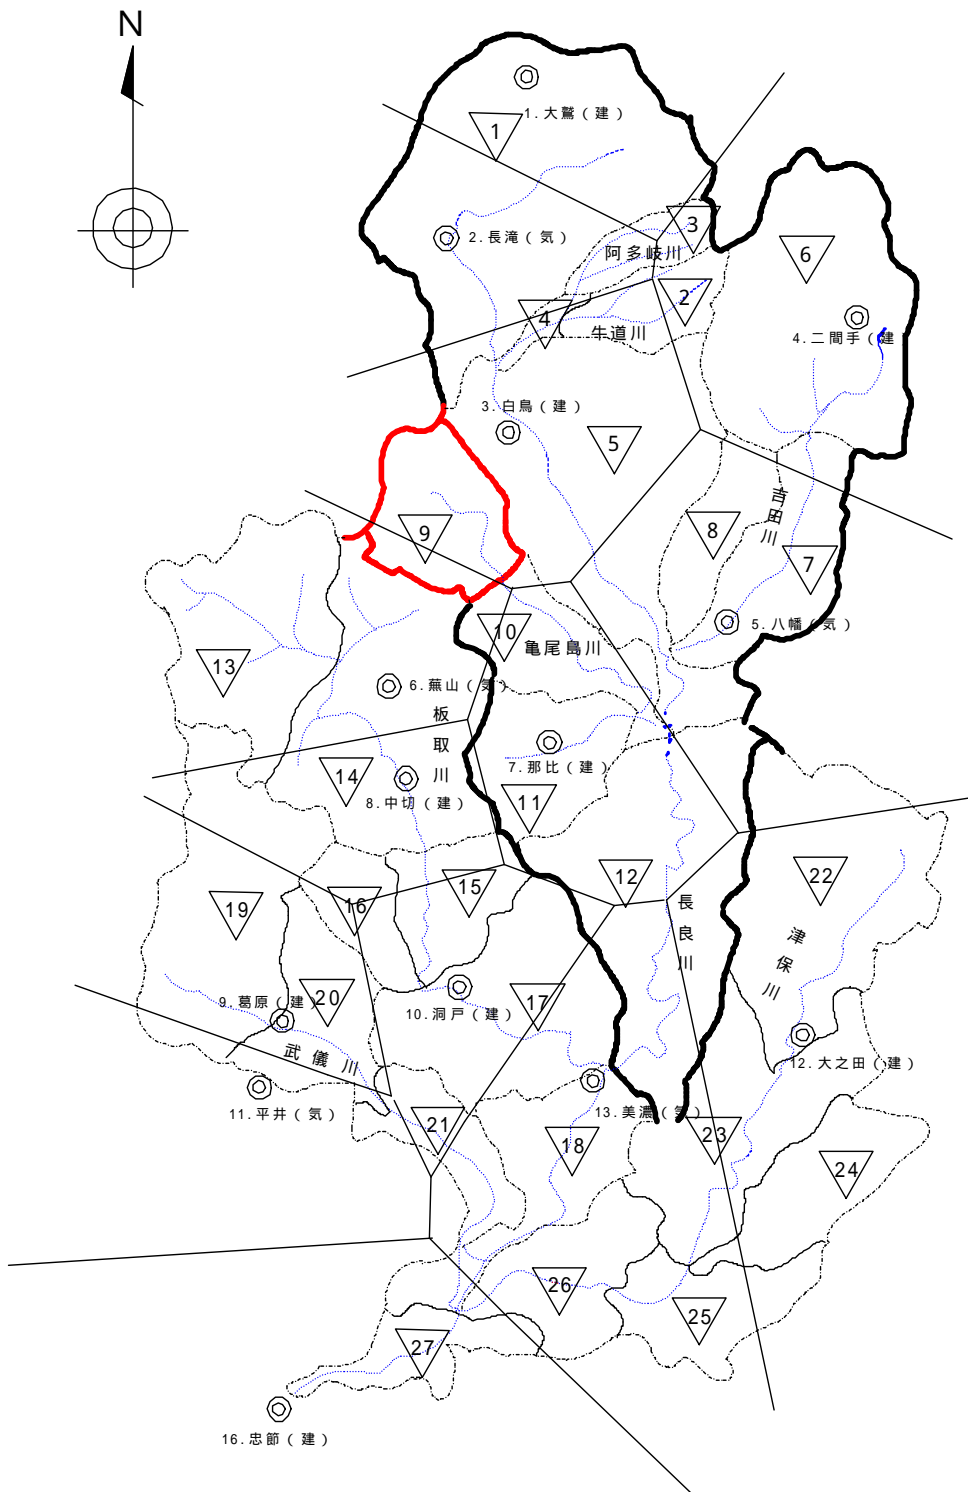 N
1.大鷲（建）
1
2.長滝（気）
3
阿多岐川
6
2
4
牛道川
4.二間手（建
3.白鳥（建）
5
吉田川
9
8
7
10
5.八幡（気）
亀尾島川
13
6.蕪山（気）
板取川
7.那比（建）
14
8.中切（建）
11
12
15
22
16
19
長良川
津保川
9.葛原（建）
20
10.洞戸（建）
17
武儀川
12.大之田（建）
11.平井（気）
13.美濃（気）
21
18
23
24
26
25
27
16.忠節（建）